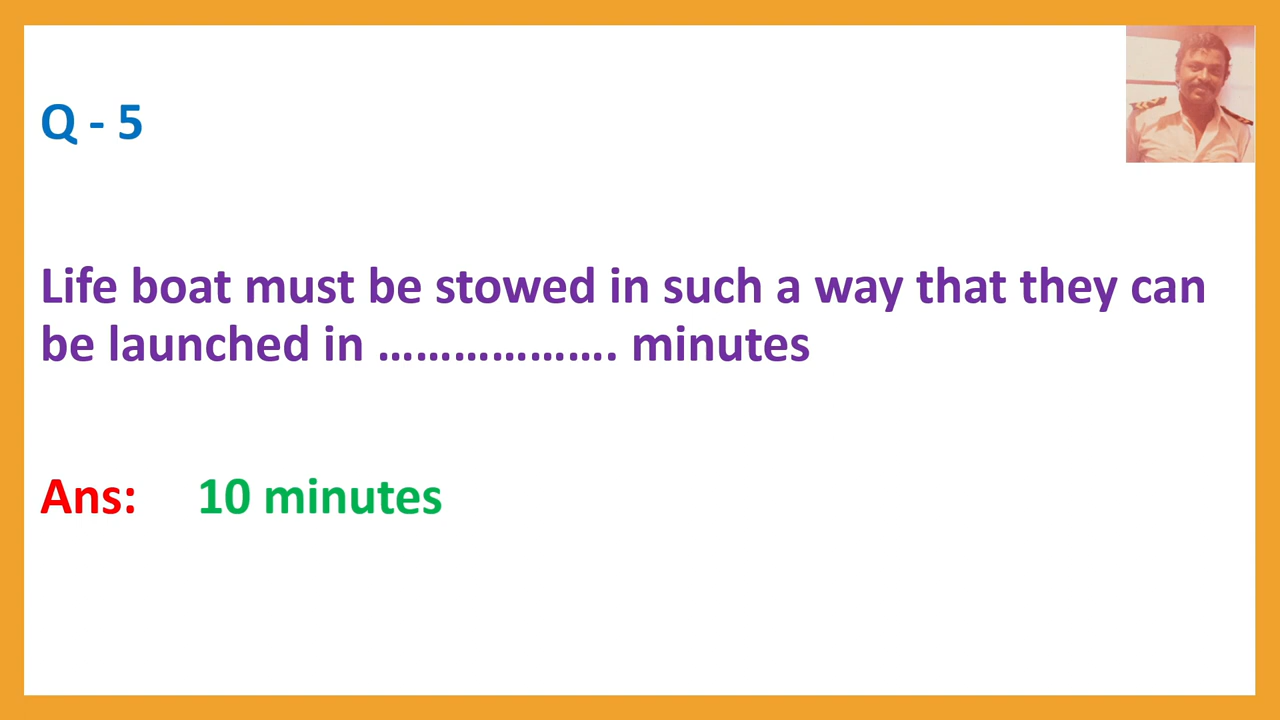 Q - 5
Life boat must be stowed in such a way that they can
be launched in ………………. minutes
Ans: 10 minutes